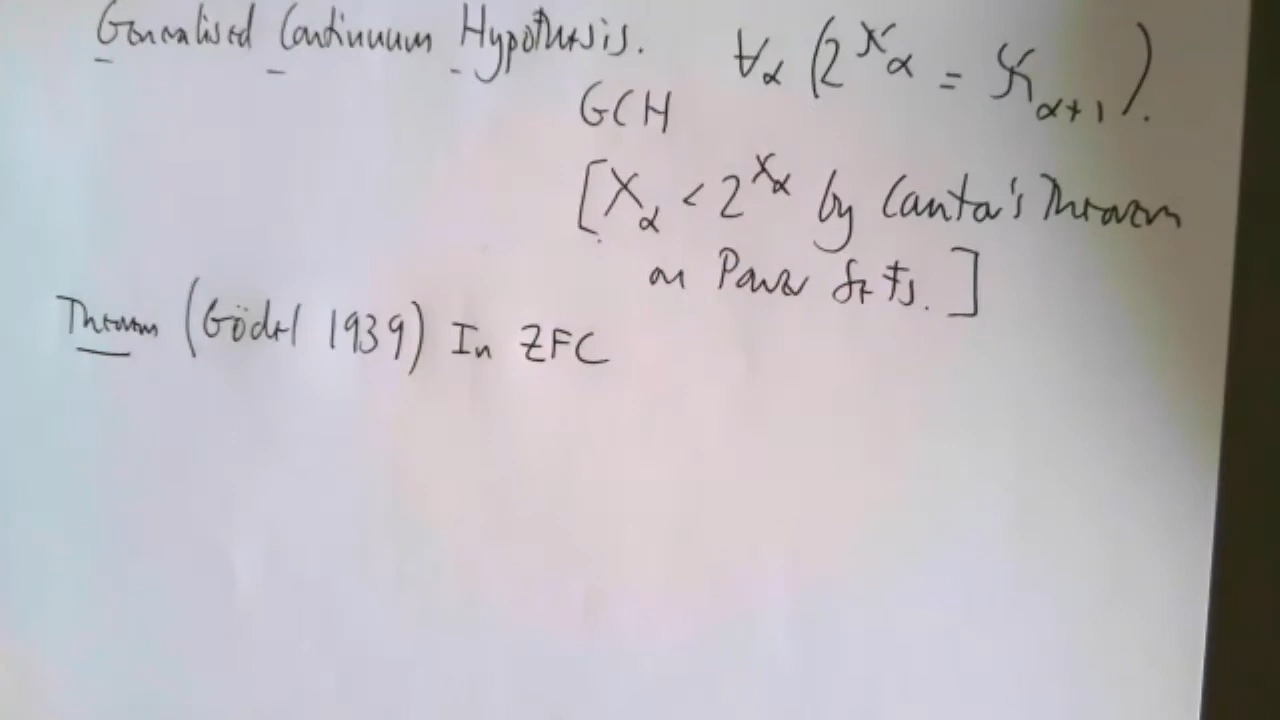 Generalised Continuum Hypothesis. ∀α (2^ℵα = ℵα+1).
GCH
[ℵα < 2^ℵα by Cantor's Theorem
on Power Sets.]
Theorem (Gödel 1939) In ZFC